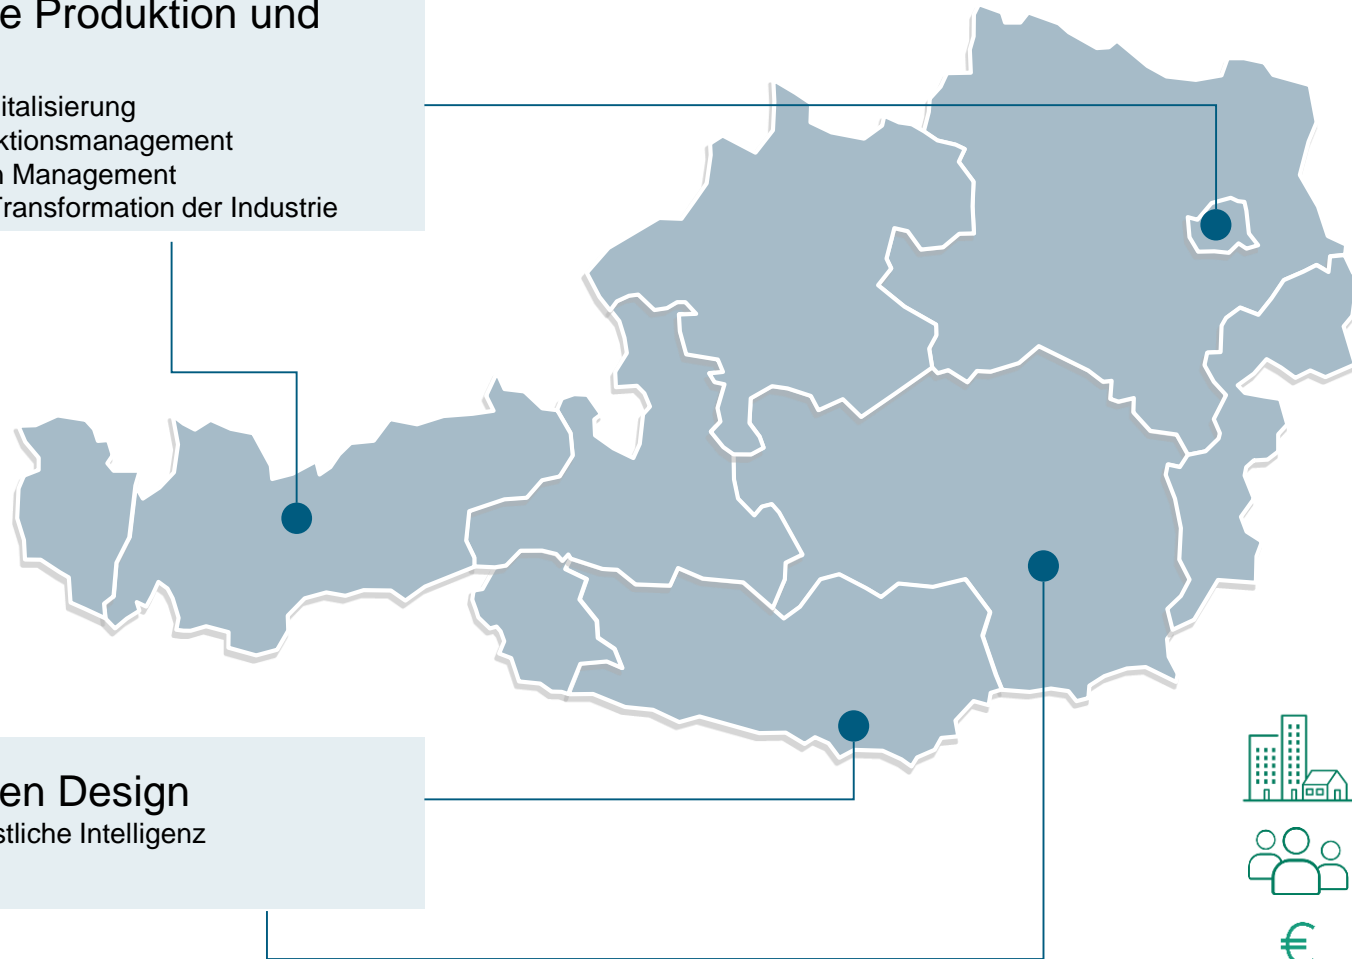 e Produktion und
italisierung
ktionsmanagement
n Management
Transformation der Industrie
en Design
stliche Intelligenz
€